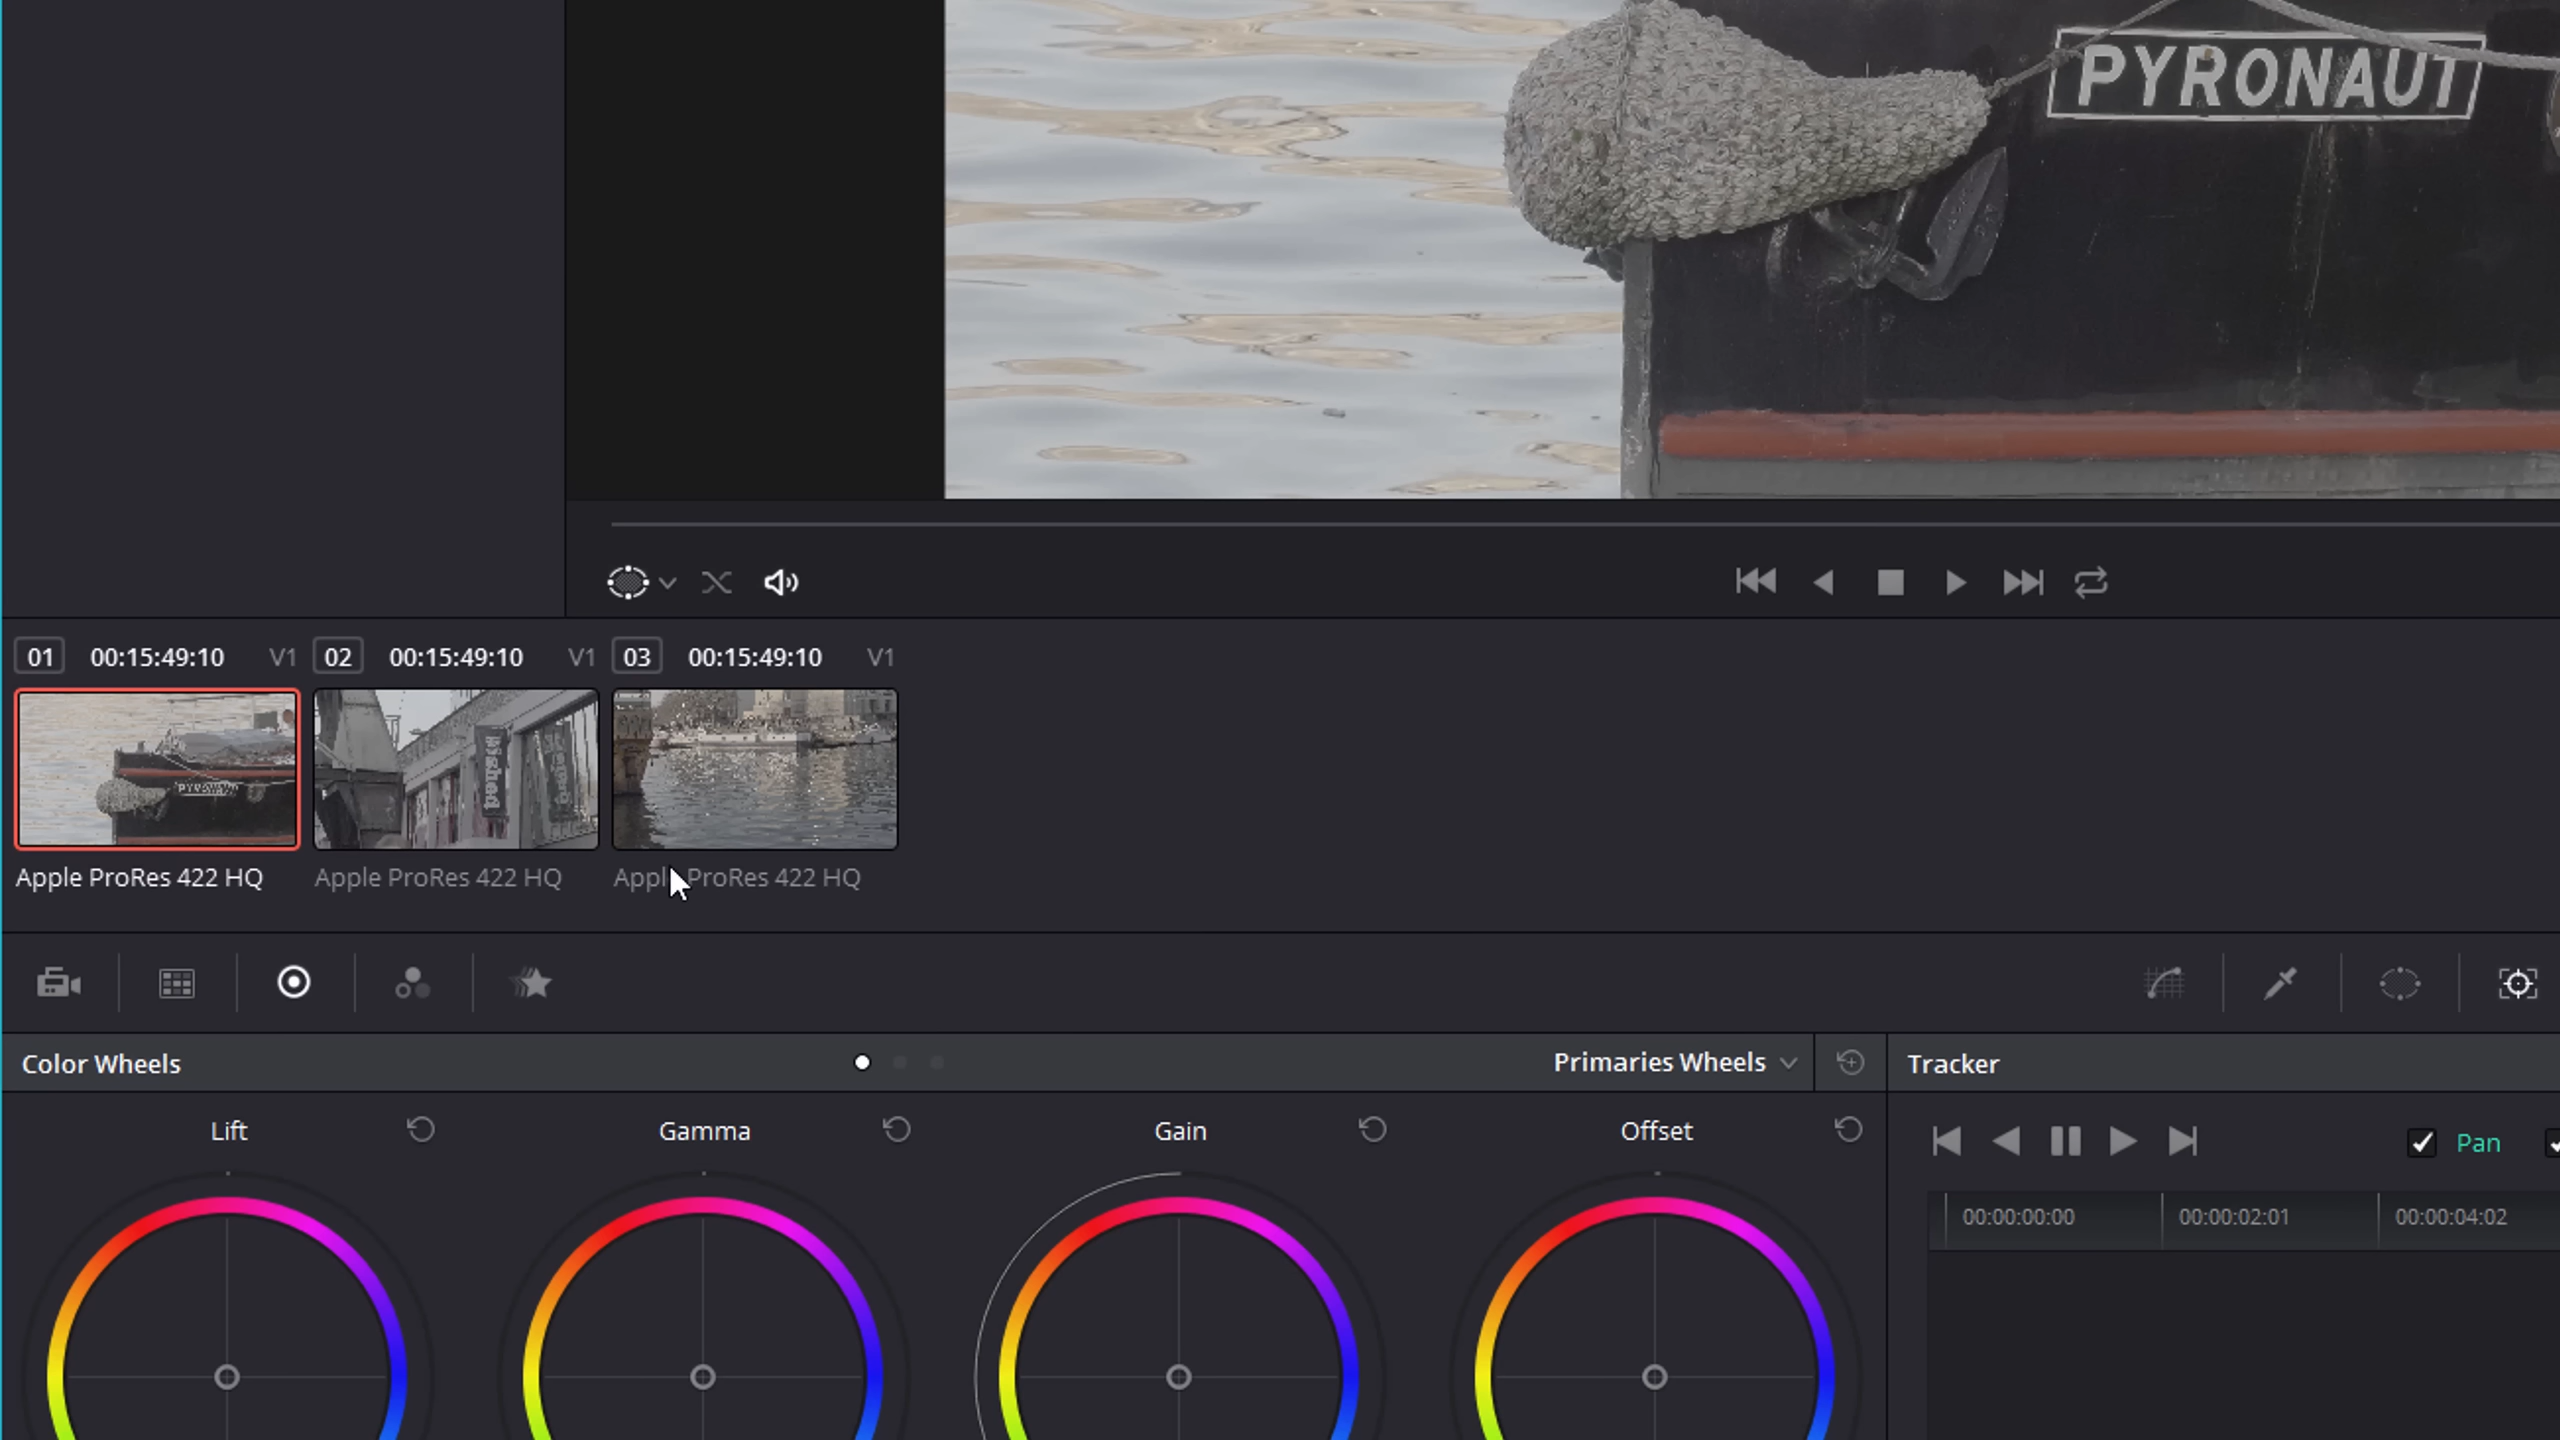 PYRONAUT
01 00:15:49:10 V1 02 00:15:49:10 V1 03 00:15:49:10 V1
Apple ProRes 422 HQ Apple ProRes 422 HQ Appl ProRes 422 HQ
Color Wheels Primaries Wheels Tracker
Lift Gamma Gain Offset Pan
00:00:00:00 00:00:02:01 00:00:04:02